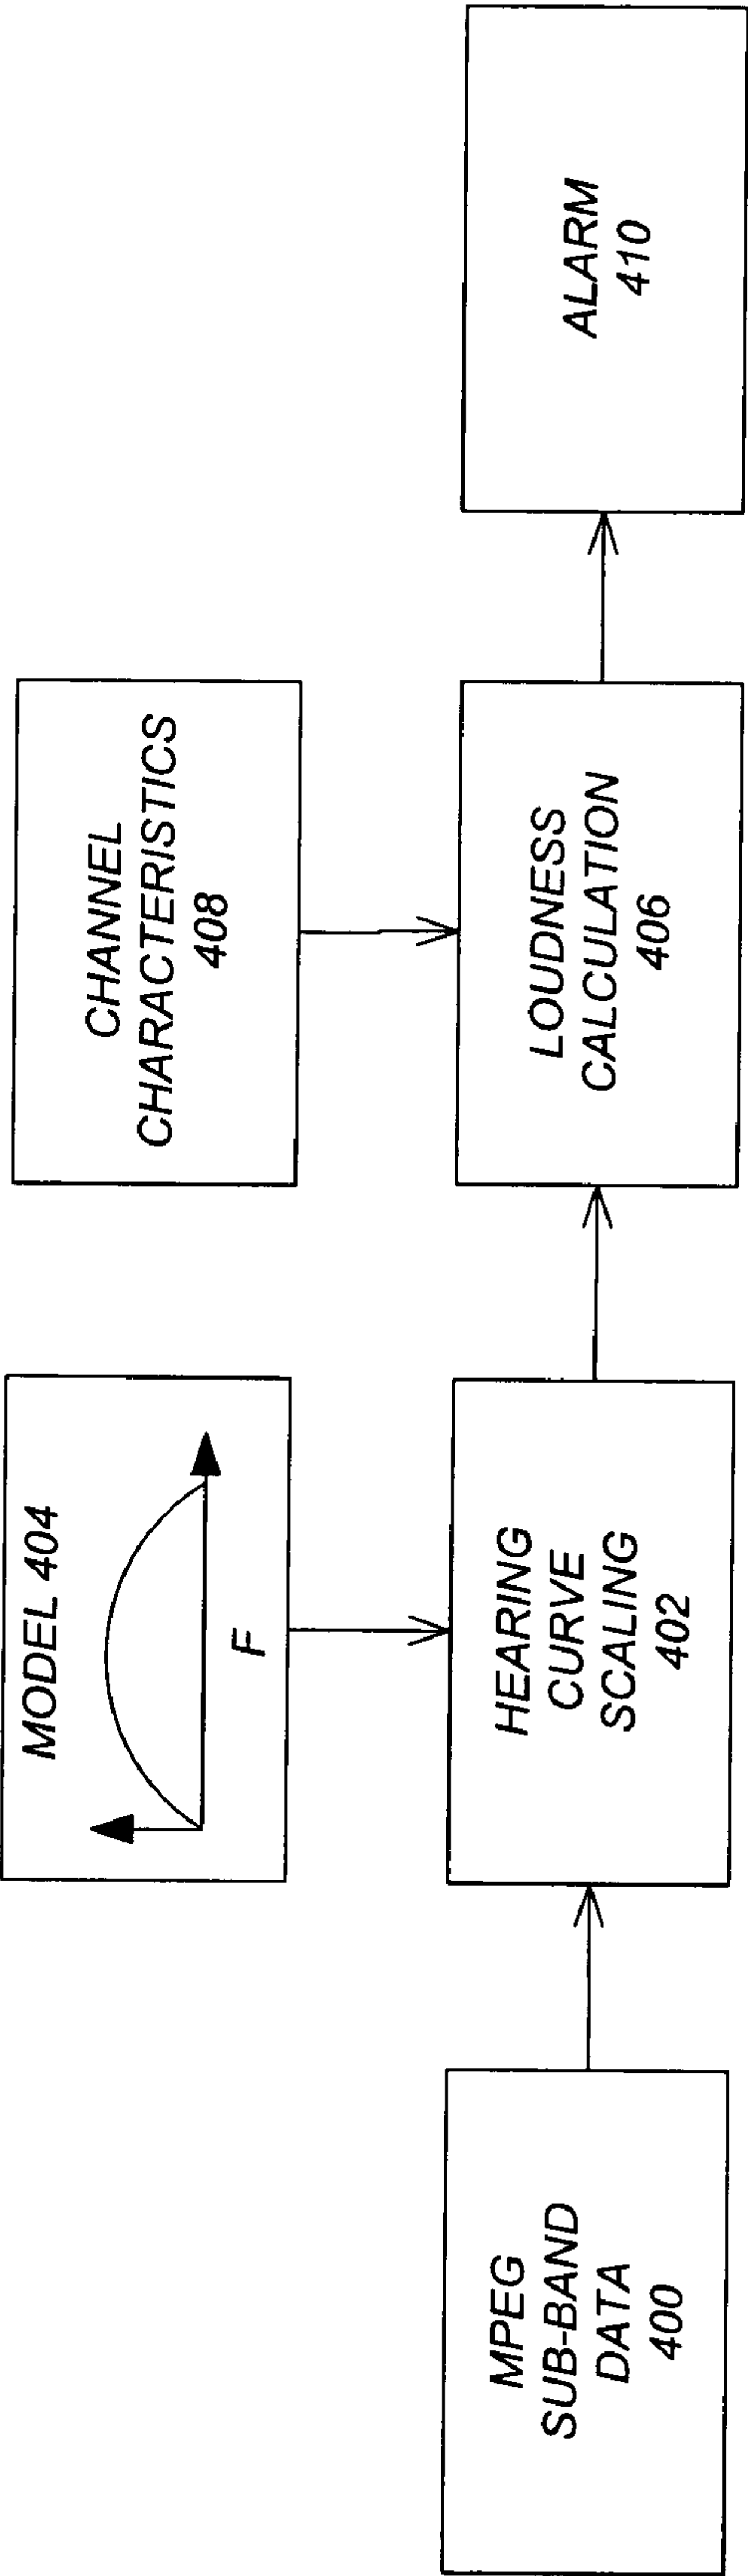 MODEL 404
F
CHANNEL
CHARACTERISTICS
408
MPEG
SUB-BAND
DATA
400
HEARING
CURVE
SCALING
402
LOUDNESS
CALCULATION
406
ALARM
410